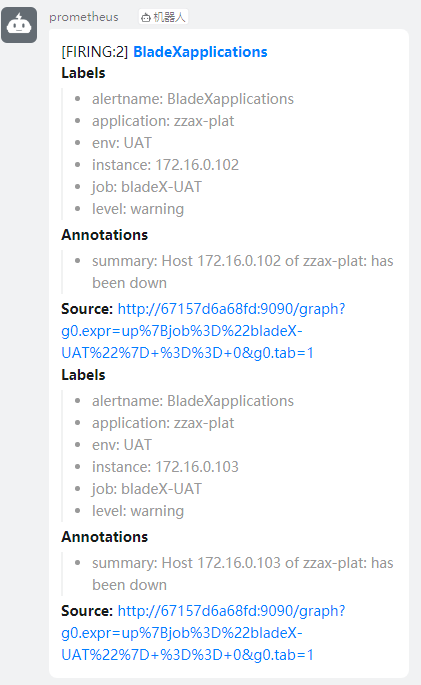 prometheus 机器人
[FIRING:2] BladeXapplications
Labels
• alertname: BladeXapplications
• application: zzax-plat
• env: UAT
• instance: 172.16.0.102
• job: bladeX-UAT
• level: warning
Annotations
• summary: Host 172.16.0.102 of zzax-plat: has
been down
Source: http://67157d6a68fd:9090/graph?
g0.expr=up%7Bjob%3D%22bladeX-
UAT%22%7D+%3D%3D+0&g0.tab=1
Labels
• alertname: BladeXapplications
• application: zzax-plat
• env: UAT
• instance: 172.16.0.103
• job: bladeX-UAT
• level: warning
Annotations
• summary: Host 172.16.0.103 of zzax-plat: has
been down
Source: http://67157d6a68fd:9090/graph?
g0.expr=up%7Bjob%3D%22bladeX-
UAT%22%7D+%3D%3D+0&g0.tab=1